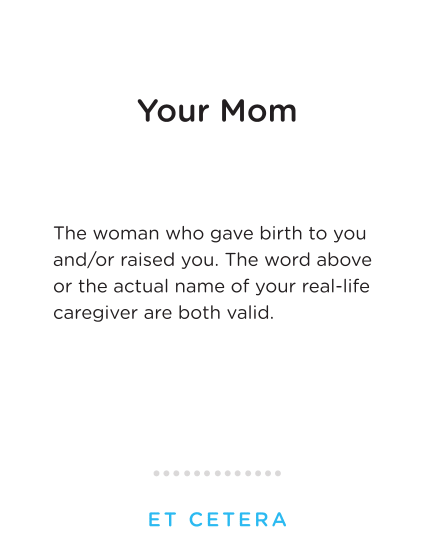 Your Mom
The woman who gave birth to you
and/or raised you. The word above
or the actual name of your real-life
caregiver are both valid.
ET CETERA